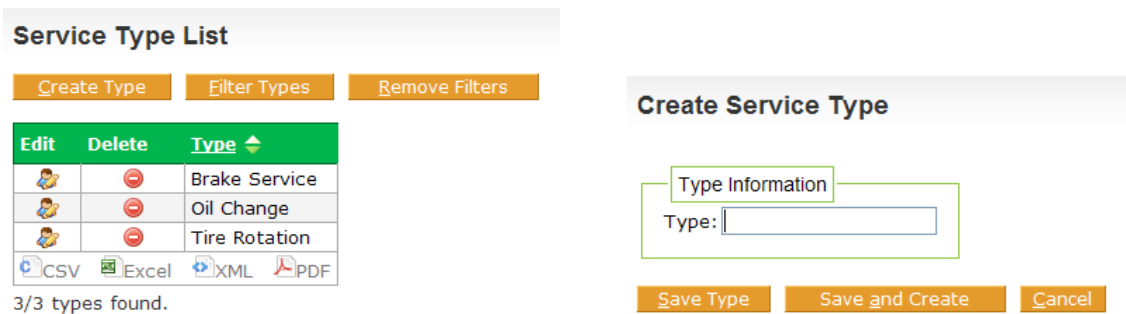 Service Type List
Create Type Filter Types Remove Filters
Edit Delete Type
Brake Service
Oil Change
Tire Rotation
CSV Excel XML PDF
3/3 types found.
Create Service Type
Type Information
Type:
Save Type Save and Create Cancel